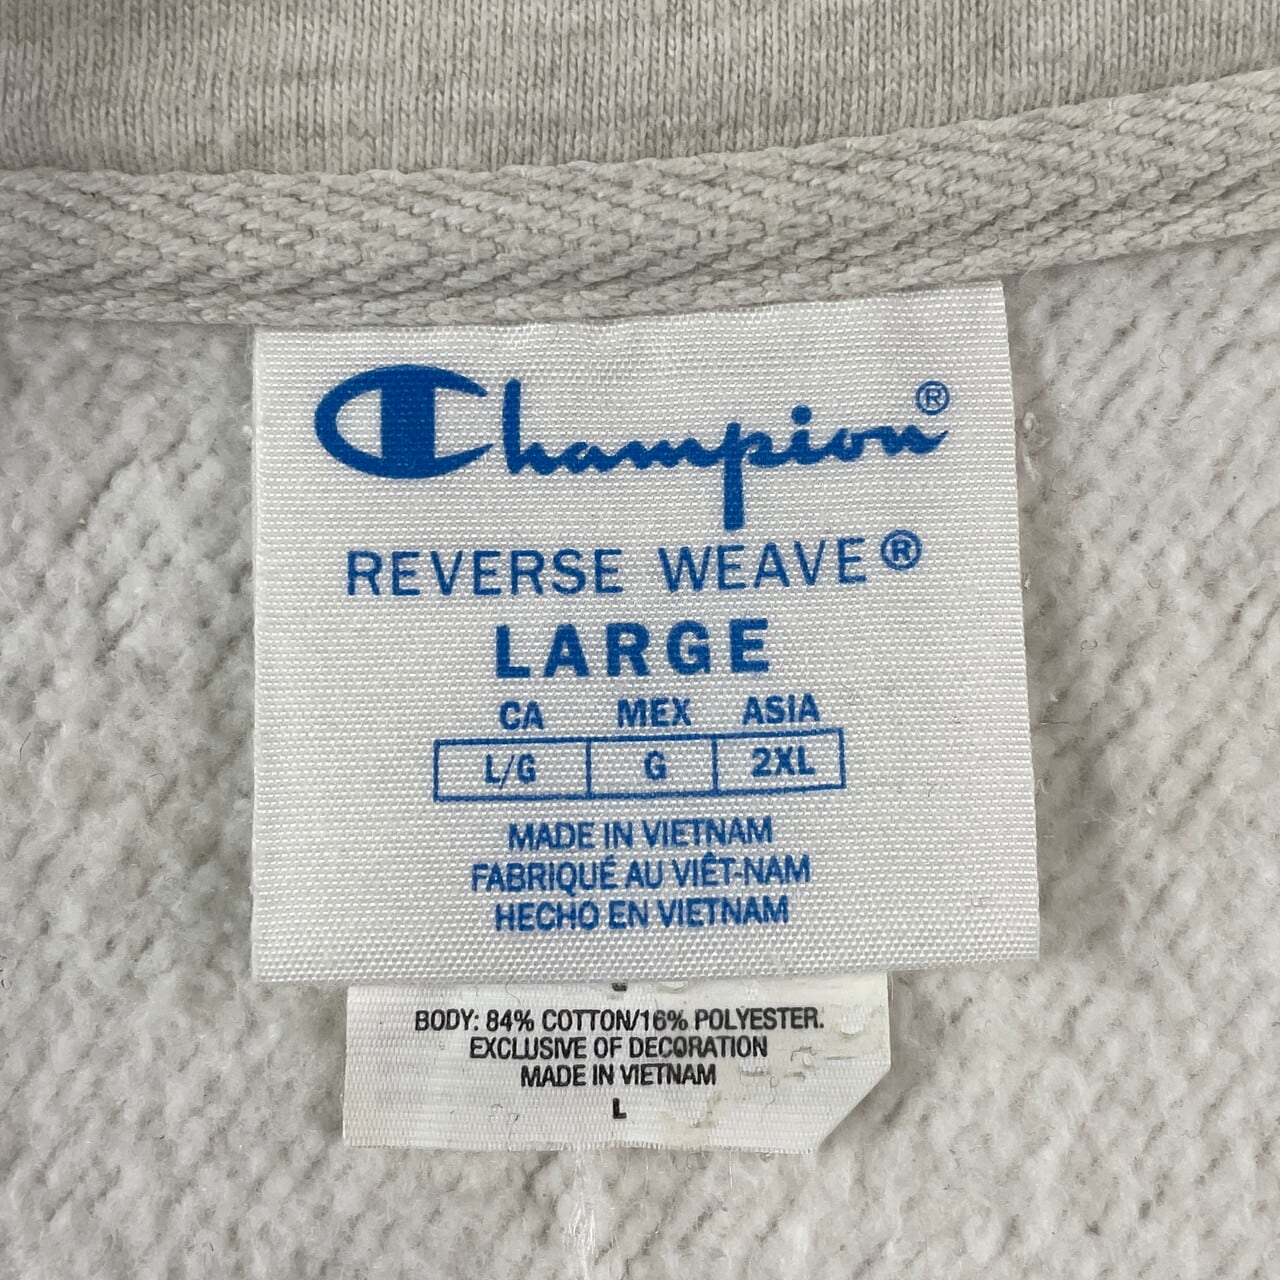 Champion®
REVERSE WEAVE®
LARGE
CA MEX ASIA
L/G G 2XL
MADE IN VIETNAM
FABRIQUÉ AU VIÊT-NAM
HECHO EN VIETNAM
BODY: 84% COTTON/16% POLYESTER.
EXCLUSIVE OF DECORATION
MADE IN VIETNAM
L